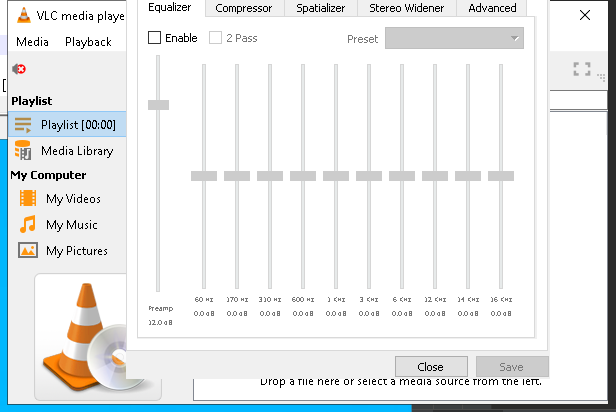 VLC media playe
Equalizer Compressor Spatializer Stereo Widener Advanced
Media Playback
Enable 2 Pass Preset
Playlist
Playlist [00:00]
Media Library
My Computer
My Videos
My Music
My Pictures
60 Hz 170 Hz 310 Hz 600 Hz 1 KHz 3 KHz 6 KHz 12 KHz 14 KHz 16 KHz
Preamp 0.0 dB 0.0 dB 0.0 dB 0.0 dB 0.0 dB 0.0 dB 0.0 dB 0.0 dB 0.0 dB 0.0 dB
12.0 dB
Close Save
Drop a file here or select a media source from the left.